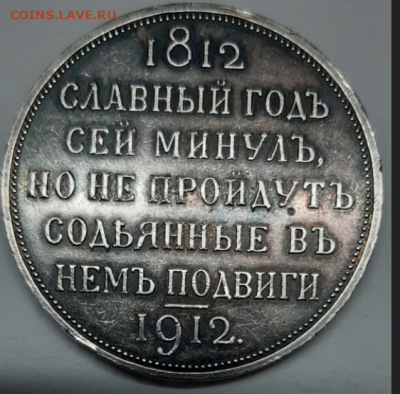 COINS.LAVE.RU
1812
СЛАВНЫЙ ГОДЪ
СЕЙ МИНУЛЪ,
НО НЕ ПРОЙДУТЪ
СОДѢЯННЫЕ ВЪ
НЕМЪ ПОДВИГИ
1912.